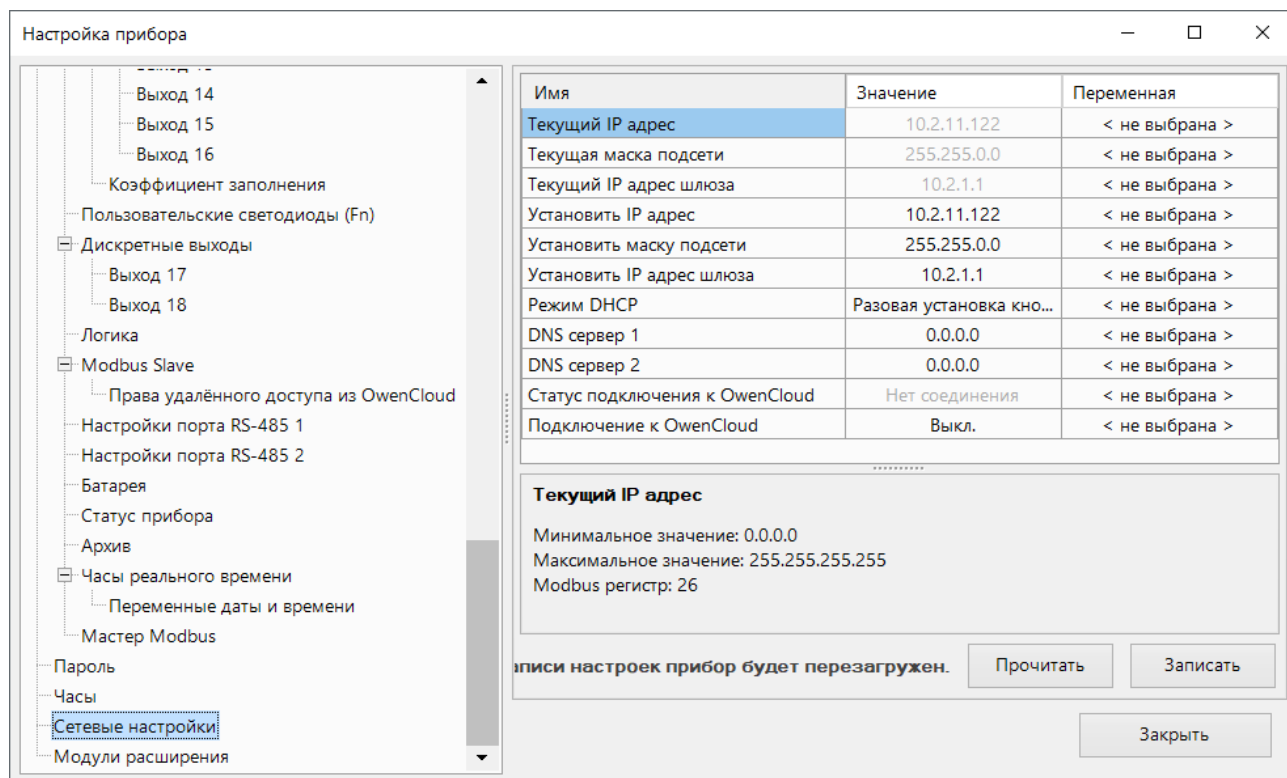 Настройка прибора
Выход 14
Выход 15
Выход 16
Коэффициент заполнения
Пользовательские светодиоды (Fn)
Дискретные выходы
Выход 17
Выход 18
Логика
Modbus Slave
Права удалённого доступа из OwenCloud
Настройки порта RS-485 1
Настройки порта RS-485 2
Батарея
Статус прибора
Архив
Часы реального времени
Переменные даты и времени
Мастер Modbus
Пароль
Часы
Сетевые настройки
Модули расширения
Имя Значение Переменная
Текущий IP адрес 10.2.11.122 < не выбрана >
Текущая маска подсети 255.255.0.0 < не выбрана >
Текущий IP адрес шлюза 10.2.1.1 < не выбрана >
Установить IP адрес 10.2.11.122 < не выбрана >
Установить маску подсети 255.255.0.0 < не выбрана >
Установить IP адрес шлюза 10.2.1.1 < не выбрана >
Режим DHCP Разовая установка кно... < не выбрана >
DNS сервер 1 0.0.0.0 < не выбрана >
DNS сервер 2 0.0.0.0 < не выбрана >
Статус подключения к OwenCloud Нет соединения < не выбрана >
Подключение к OwenCloud Выкл. < не выбрана >
Текущий IP адрес
Минимальное значение: 0.0.0.0
Максимальное значение: 255.255.255.255
Modbus регистр: 26
аписи настроек прибор будет перезагружен. Прочитать Записать
Закрыть